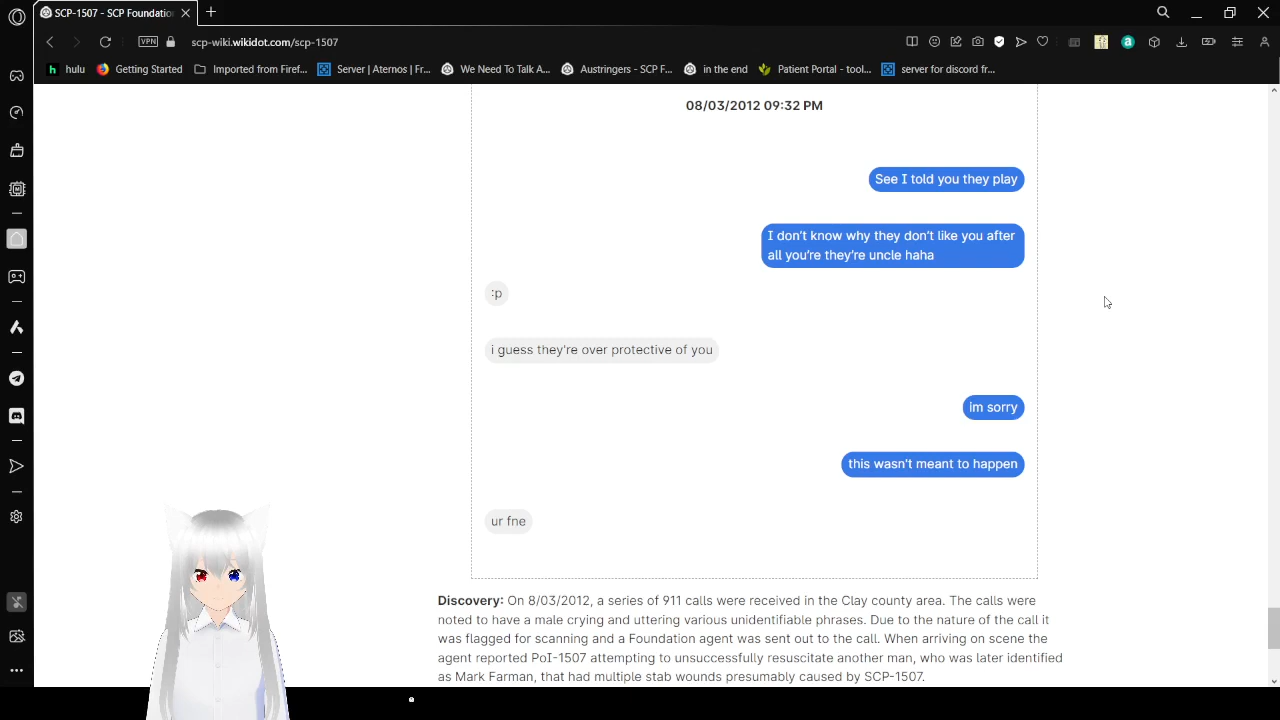 SCP-1507 - SCP Foundation
VPN
scp-wiki.wikidot.com/scp-1507
hulu
Getting Started
Imported from Firef...
Server | Aternos | Fr...
We Need To Talk A...
Austringers - SCP F...
in the end
Patient Portal - tool...
server for discord fr...
08/03/2012 09:32 PM
See I told you they play
I don't know why they don't like you after
all you're they're uncle haha
:p
i guess they're over protective of you
im sorry
this wasn't meant to happen
ur fne
Discovery: On 8/03/2012, a series of 911 calls were received in the Clay county area. The calls were
noted to have a male crying and uttering various unidentifiable phrases. Due to the nature of the call it
was flagged for scanning and a Foundation agent was sent out to the call. When arriving on scene the
agent reported PoI-1507 attempting to unsuccessfully resuscitate another man, who was later identified
as Mark Farman, that had multiple stab wounds presumably caused by SCP-1507.